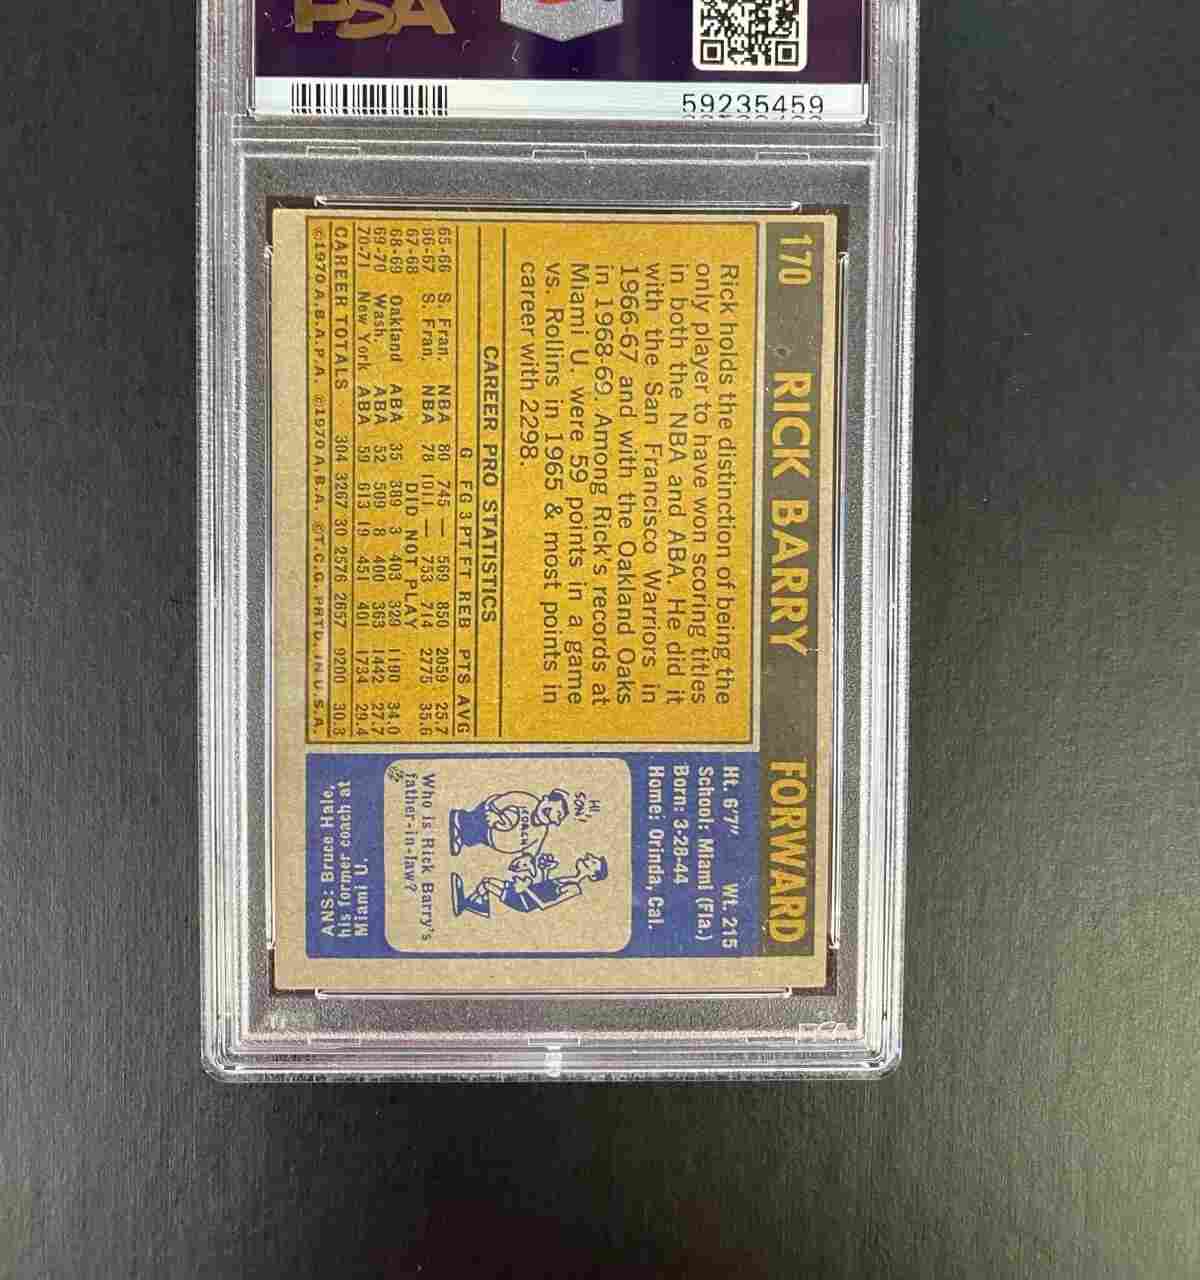 PSA
59235459
170 RICK BARRY FORWARD
Rick holds the distinction of being the
only player to have won scoring titles
in both the NBA and ABA. He did it
with the San Francisco Warriors in
1966-67 and with the Oakland Oaks
in 1968-69. Among Rick's records at
Miami U. were 59 points in a game
vs. Rollins in 1965 & most points in
career with 2298.
CAREER PRO STATISTICS
G FG 3PT FT REB PTS AVG
65-66 S. Fran. NBA 80 745 — 569 850 2059 25.7
66-67 S. Fran. NBA 78 1011 — 753 714 2775 35.6
67-68 DID NOT PLAY
68-69 Oakland ABA 35 389 3 403 329 1190 34.0
69-70 Wash. ABA 52 509 8 400 363 1442 27.7
70-71 New York ABA 59 613 19 451 401 1734 29.4
CAREER TOTALS 304 3267 30 2576 2657 9200 30.3
©1970 A.B.A.P.A. ©1970 A.B.A. ©T.C.G. PRTD. IN U.S.A.
Ht. 6'7" Wt. 215
School: Miami (Fla.)
Born: 3-28-44
Home: Orinda, Cal.
HI,
SON!
COACH
Who is Rick Barry's
father-in-law?
ANS: Bruce Hale,
his former coach at
Miami U.
PSA